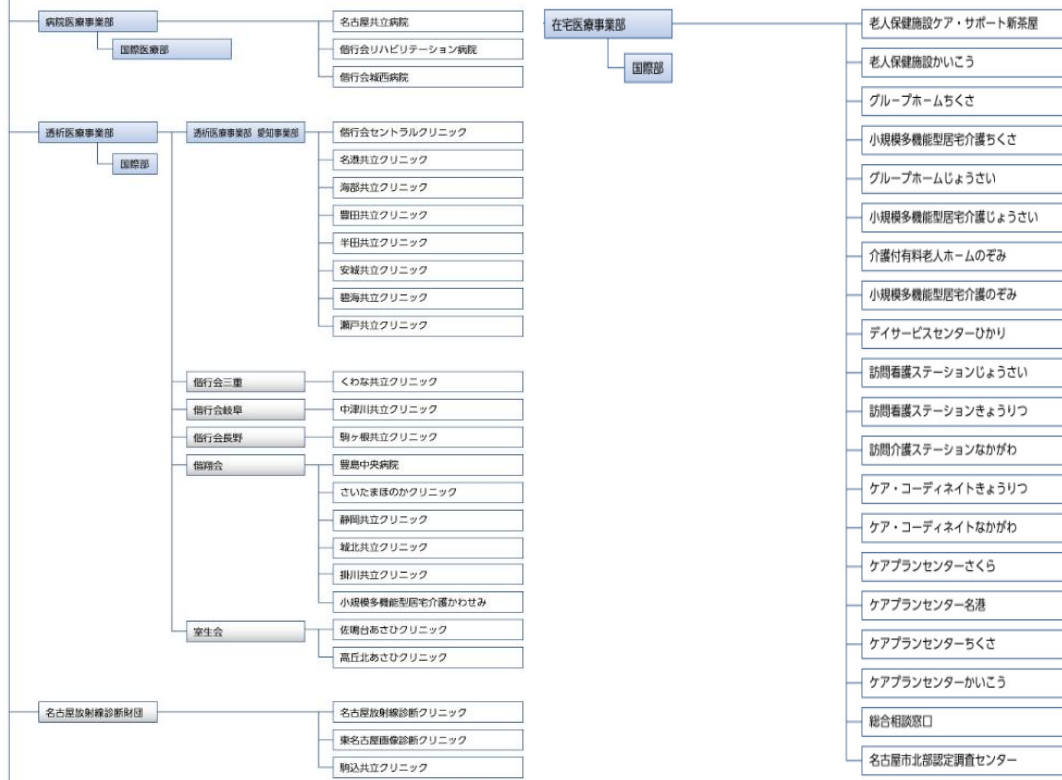 病院医療事業部
国際医療部
名古屋共立病院
偕行会リハビリテーション病院
偕行会城西病院
透析医療事業部
国際部
透析医療事業部 愛知事業部
偕行会セントラルクリニック
名港共立クリニック
海部共立クリニック
豊田共立クリニック
半田共立クリニック
安城共立クリニック
碧海共立クリニック
瀬戸共立クリニック
偕行会三重
くわな共立クリニック
偕行会岐阜
中津川共立クリニック
偕行会長野
駒ヶ根共立クリニック
偕翔会
豊島中央病院
さいたまほのかクリニック
静岡共立クリニック
城北共立クリニック
掛川共立クリニック
小規模多機能型居宅介護かわせみ
室生会
佐鳴台あさひクリニック
高丘北あさひクリニック
名古屋放射線診断財団
名古屋放射線診断クリニック
東名古屋画像診断クリニック
駒込共立クリニック
在宅医療事業部
国際部
老人保健施設ケア・サポート新茶屋
老人保健施設かいこう
グループホームちくさ
小規模多機能型居宅介護ちくさ
グループホームじょうさい
小規模多機能型居宅介護じょうさい
介護付有料老人ホームのぞみ
小規模多機能型居宅介護のぞみ
デイサービスセンターひかり
訪問看護ステーションじょうさい
訪問看護ステーションきょうりつ
訪問介護ステーションなかがわ
ケア・コーディネイトきょうりつ
ケア・コーディネイトなかがわ
ケアプランセンターさくら
ケアプランセンター名港
ケアプランセンターちくさ
ケアプランセンターかいこう
総合相談窓口
名古屋市北部認定調査センター